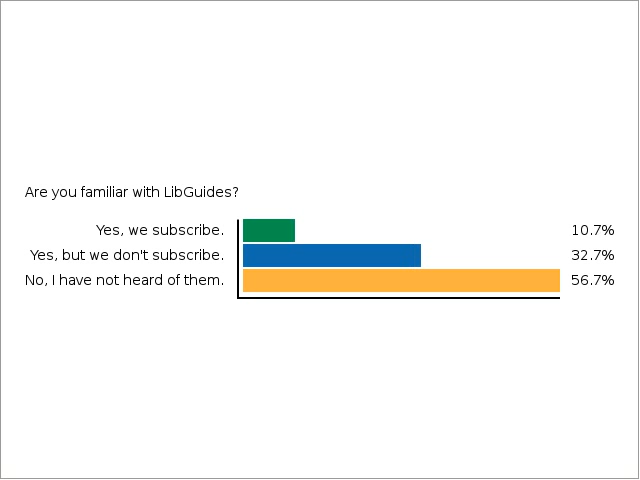 Are you familiar with LibGuides?
Yes, we subscribe. 10.7%
Yes, but we don't subscribe. 32.7%
No, I have not heard of them. 56.7%